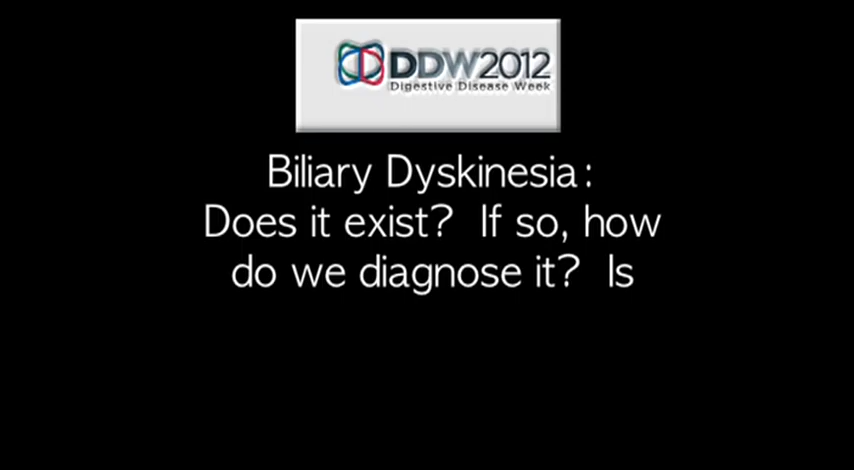 DDW2012
Digestive Disease Week
Biliary Dyskinesia:
Does it exist? If so, how
do we diagnose it? Is